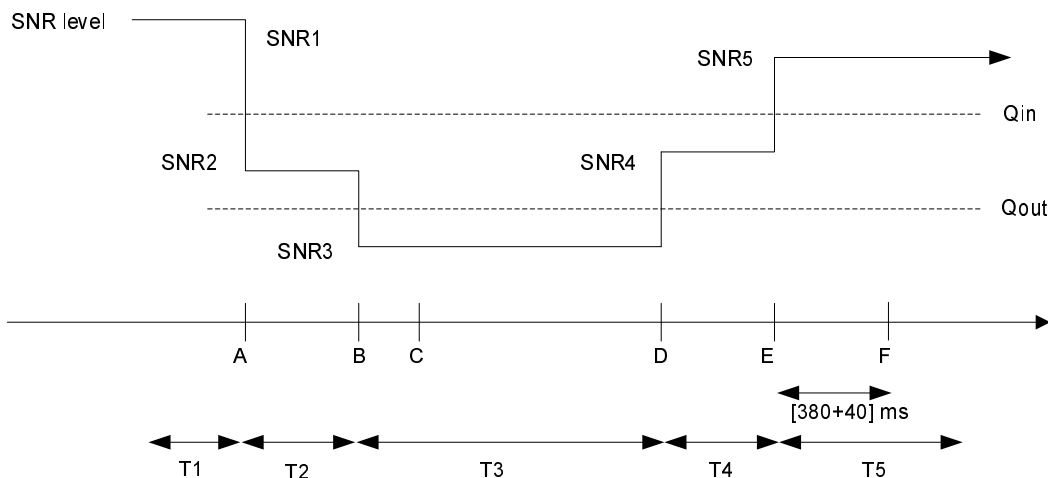 SNR level
SNR1
SNR5
Qin
SNR2
SNR4
Qout
SNR3
A
B
C
D
E
F
[380+40] ms
T1
T2
T3
T4
T5